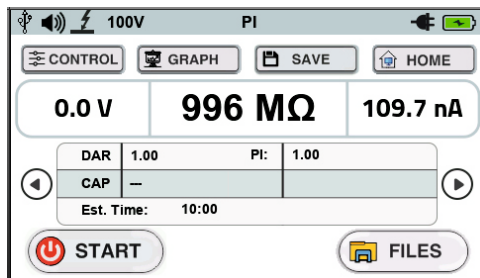 100V PI
CONTROL GRAPH SAVE HOME
0.0 V 996 MΩ 109.7 nA
DAR 1.00 PI: 1.00
CAP ---
Est. Time: 10:00
START FILES